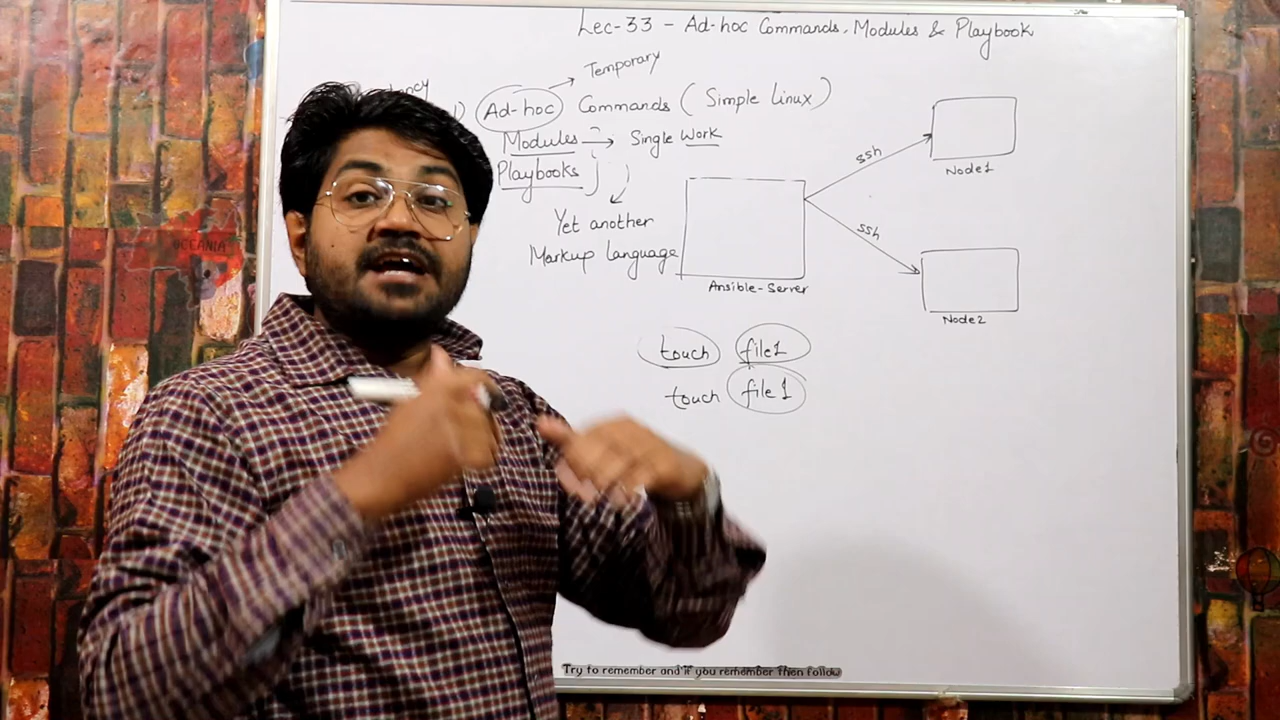 Lec-33 - Ad-hoc Commands, Modules & Playbook
Temporary
1) Ad-hoc Commands (Simple Linux)
Modules → Single Work
Playbooks
Yet another
Markup language
ssh
Node1
ssh
Node2
Ansible-Server
touch file1
touch file1
OCEANIA
Try to remember and if you remember then follow